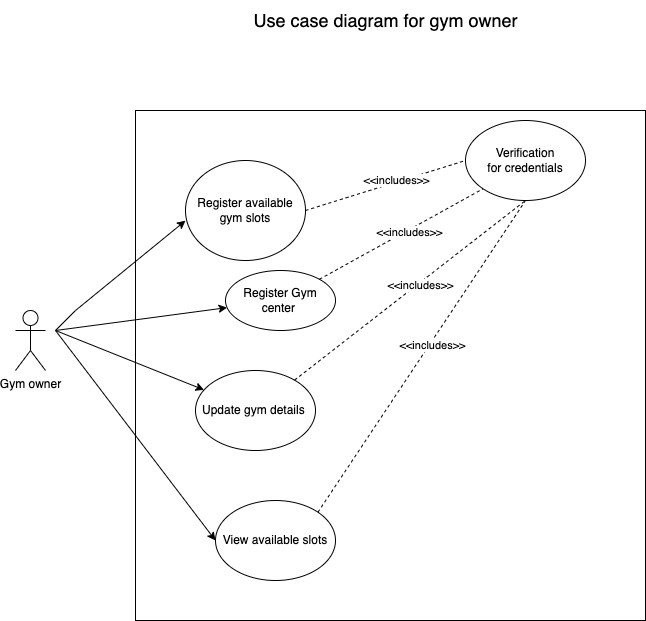 Use case diagram for gym owner
Verification
for credentials
<<includes>>
Register available
gym slots
<<includes>>
<<includes>>
Register Gym
center
<<includes>>
Gym owner
Update gym details
View available slots